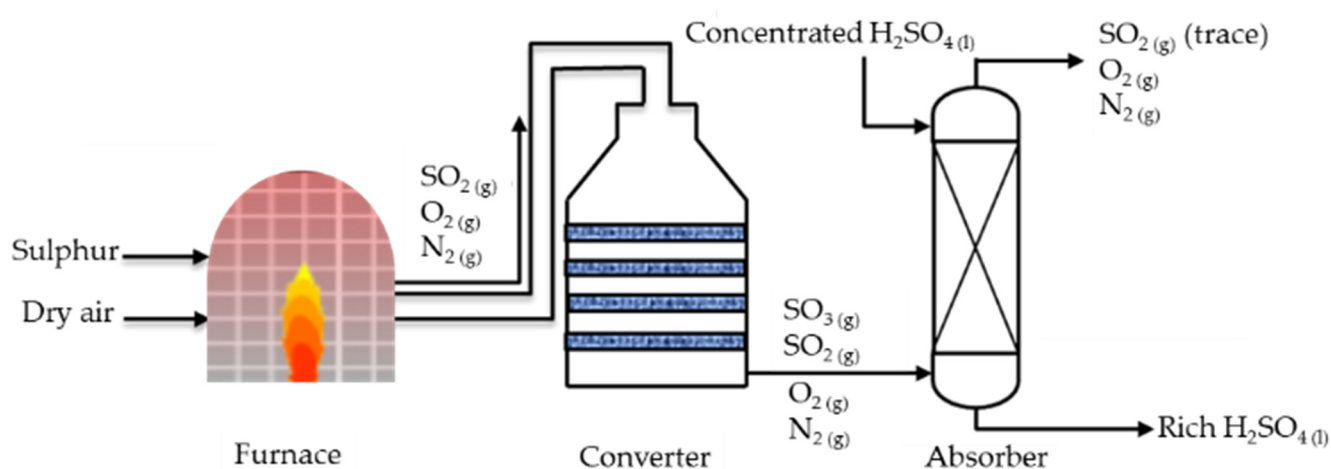 Concentrated H₂SO₄ (l)
SO₂ (g) (trace)
O₂ (g)
N₂ (g)
SO₂ (g)
O₂ (g)
N₂ (g)
Sulphur
Dry air
SO₃ (g)
SO₂ (g)
O₂ (g)
N₂ (g)
Rich H₂SO₄ (l)
Furnace
Converter
Absorber